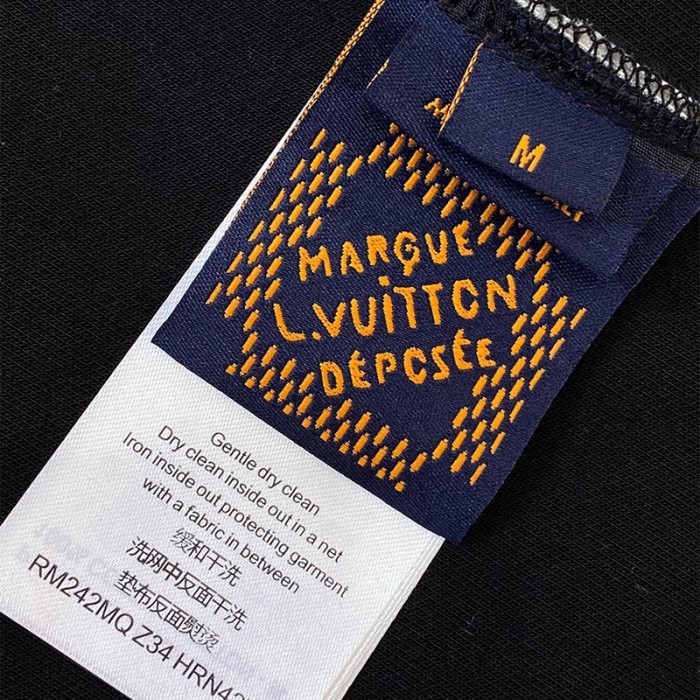 M
MARQUE
L.VUITTON
DÉPOSÉE
Gentle dry clean
Dry clean inside out in a net
Iron inside out protecting garment
with a fabric in between
缓和干洗
洗网中反面干洗
垫布反面熨烫
RM242MQ Z34